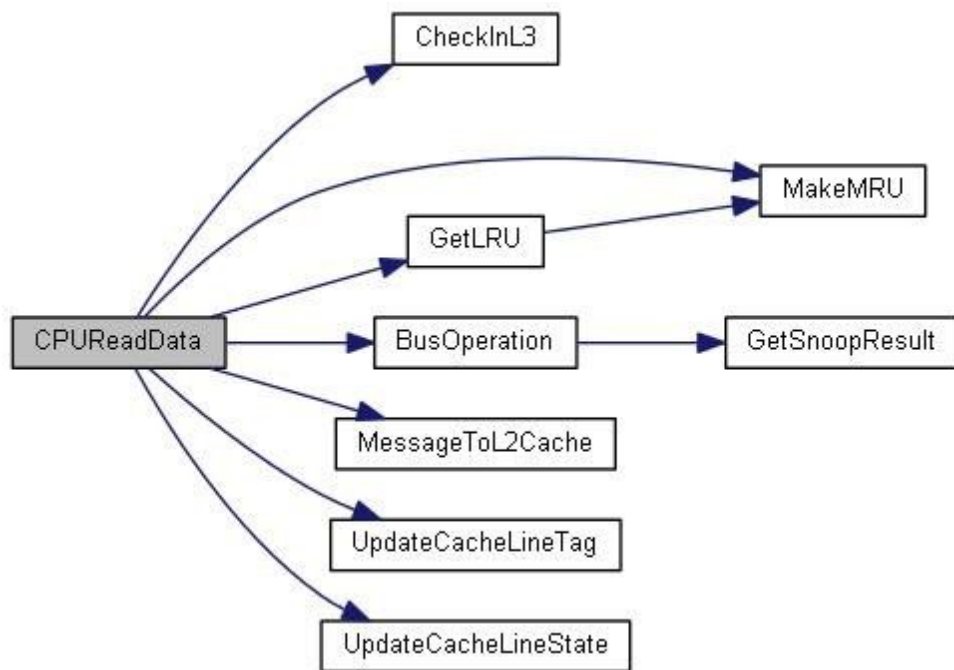 CheckInL3
MakeMRU
GetLRU
CPUReadData
BusOperation
GetSnoopResult
MessageToL2Cache
UpdateCacheLineTag
UpdateCacheLineState